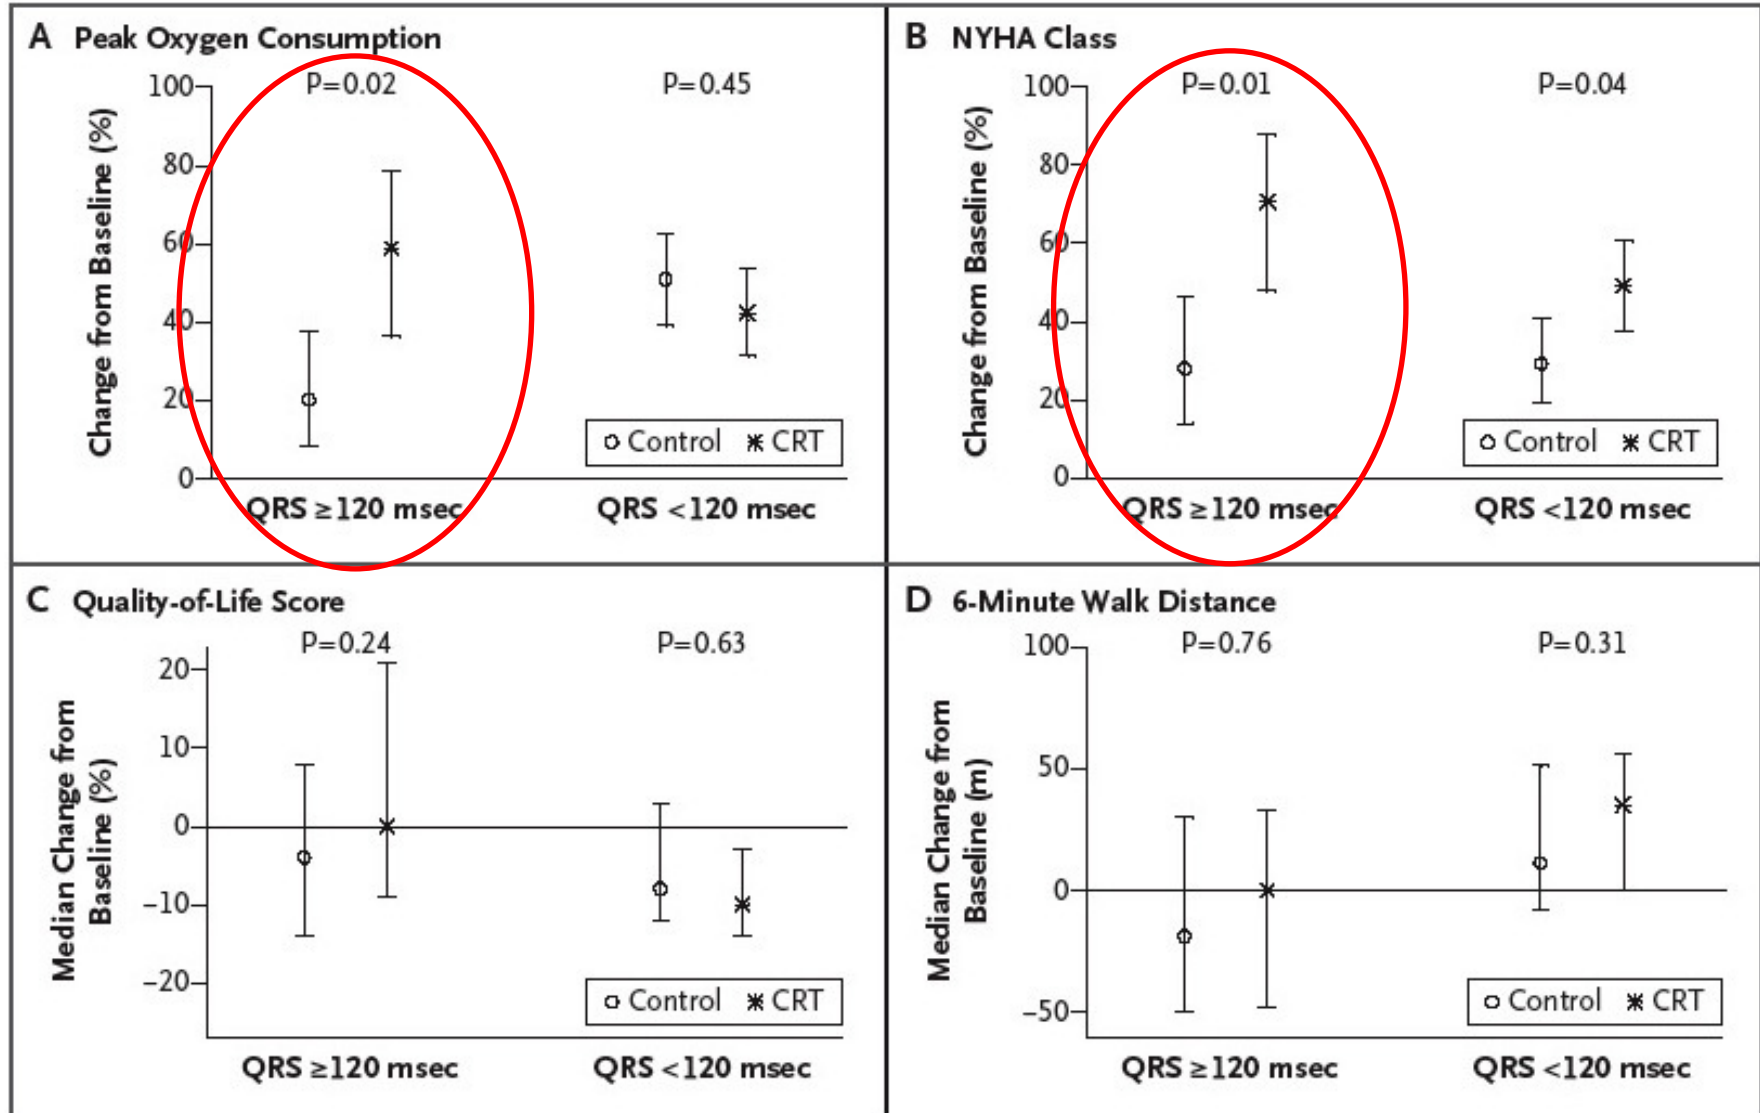 A Peak Oxygen Consumption
P=0.02 P=0.45
Change from Baseline (%)
100
80
60
40
20
0
Control CRT
QRS ≥120 msec QRS <120 msec
B NYHA Class
P=0.01 P=0.04
Change from Baseline (%)
100
80
60
40
20
0
Control CRT
QRS ≥120 msec QRS <120 msec
C Quality-of-Life Score
P=0.24 P=0.63
Median Change from
Baseline (%)
20
10
0
−10
−20
Control CRT
QRS ≥120 msec QRS <120 msec
D 6-Minute Walk Distance
P=0.76 P=0.31
Median Change from
Baseline (m)
100
50
0
−50
Control CRT
QRS ≥120 msec QRS <120 msec